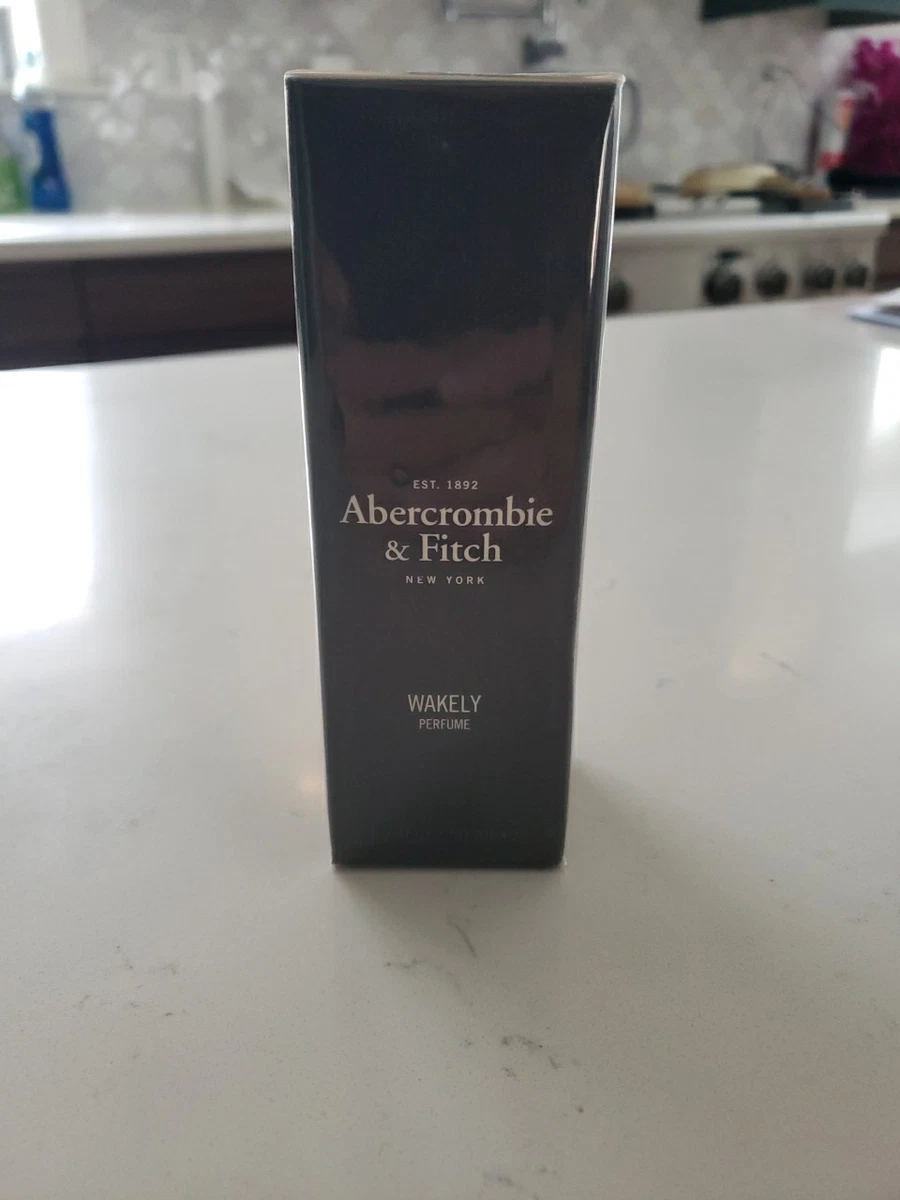 EST. 1892
Abercrombie
& Fitch
NEW YORK
WAKELY
PERFUME